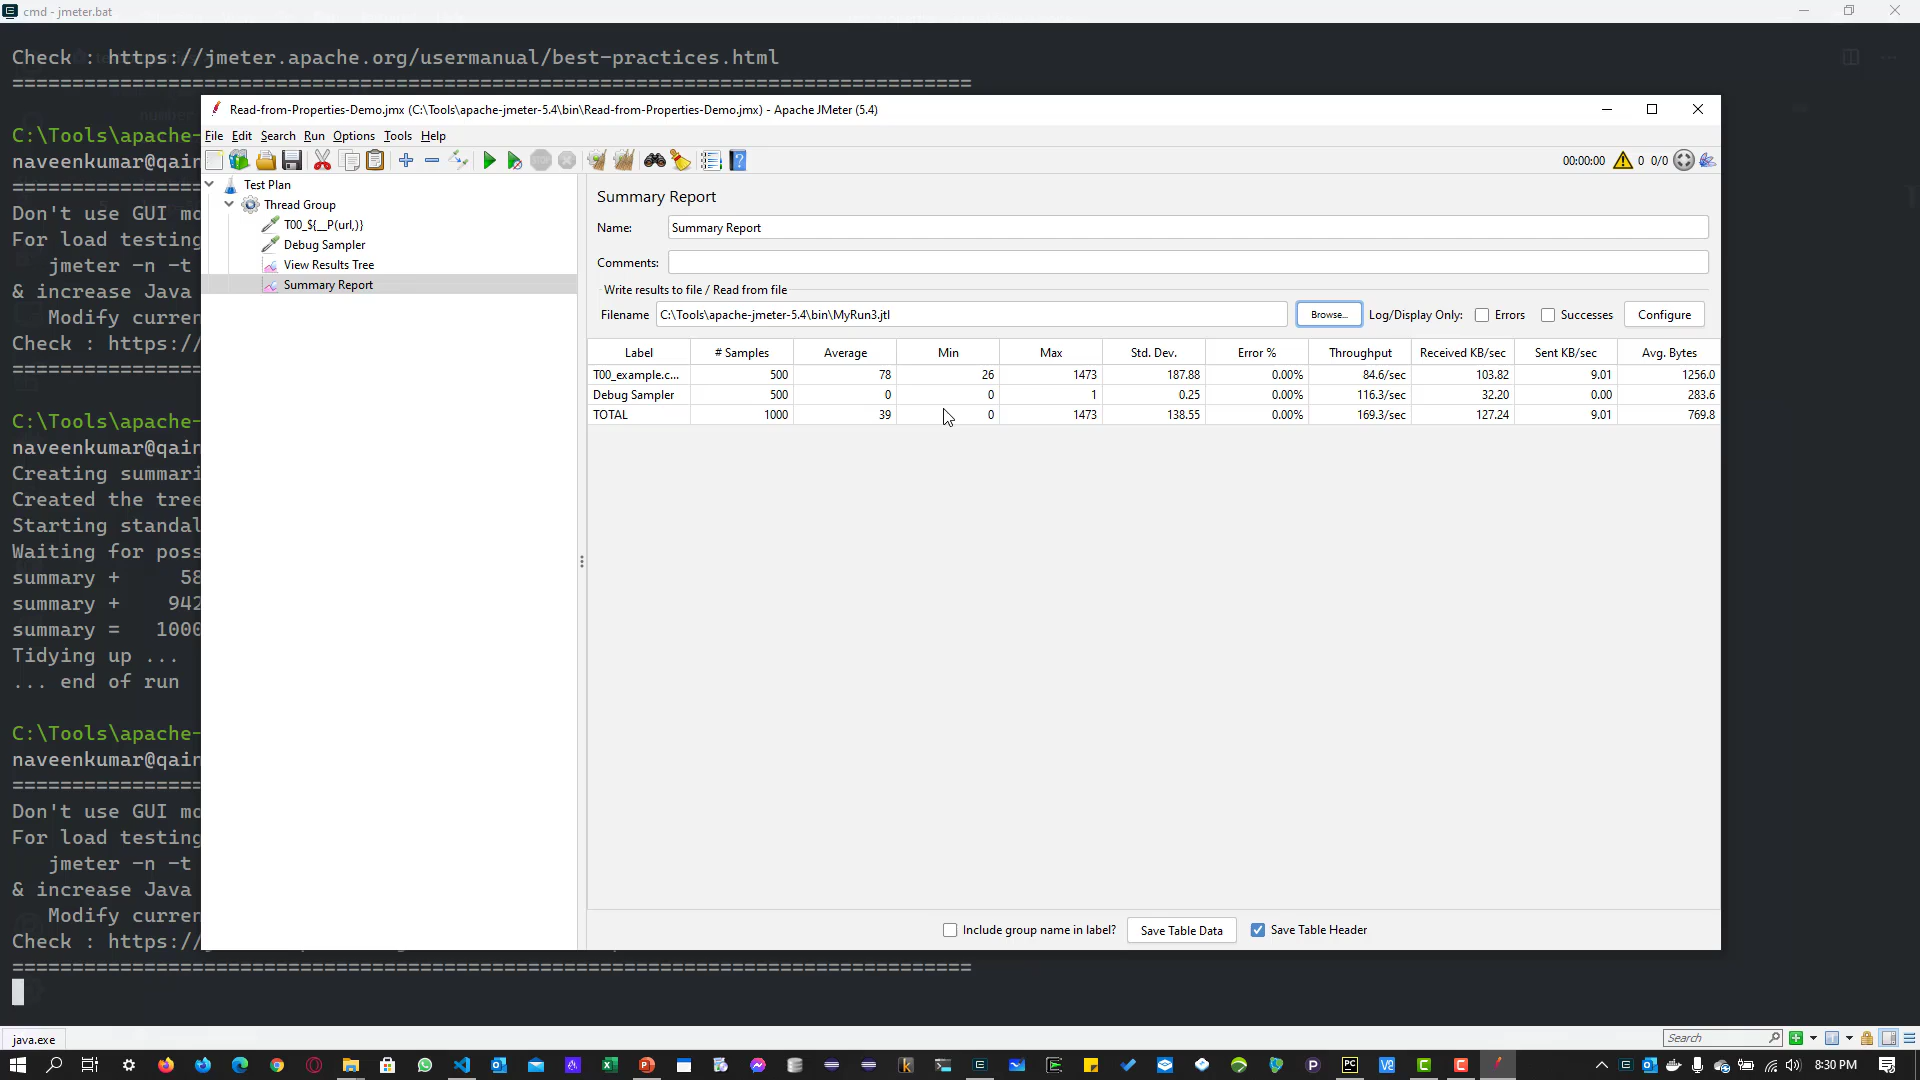 cmd - jmeter.bat
Check : https://jmeter.apache.org/usermanual/best-practices.html
================================================================================
C:\Tools\apache-
naveenkumar@qain
================
Don't use GUI mo
For load testing
jmeter -n -t
& increase Java
Modify curren
Check : https://
================
C:\Tools\apache-
naveenkumar@qain
Creating summari
Created the tree
Starting standal
Waiting for poss
summary + 58
summary + 942
summary = 1000
Tidying up ...
... end of run
C:\Tools\apache-
naveenkumar@qain
================
Don't use GUI mo
For load testing
jmeter -n -t
& increase Java
Modify curren
Check : https://
================================================================================
Read-from-Properties-Demo.jmx (C:\Tools\apache-jmeter-5.4\bin\Read-from-Properties-Demo.jmx) - Apache JMeter (5.4)
File Edit Search Run Options Tools Help
00:00:00 0 0/0
Test Plan
Thread Group
T00_${__P(url,)}
Debug Sampler
View Results Tree
Summary Report
Summary Report
Name: Summary Report
Comments:
Write results to file / Read from file
Filename C:\Tools\apache-jmeter-5.4\bin\MyRun3.jtl Browse... Log/Display Only: Errors Successes Configure
Label # Samples Average Min Max Std. Dev. Error % Throughput Received KB/sec Sent KB/sec Avg. Bytes
T00_example.c... 500 78 26 1473 187.88 0.00% 84.6/sec 103.82 9.01 1256.0
Debug Sampler 500 0 0 1 0.25 0.00% 116.3/sec 32.20 0.00 283.6
TOTAL 1000 39 0 1473 138.55 0.00% 169.3/sec 127.24 9.01 769.8
Include group name in label? Save Table Data Save Table Header
java.exe
Search
8:30 PM